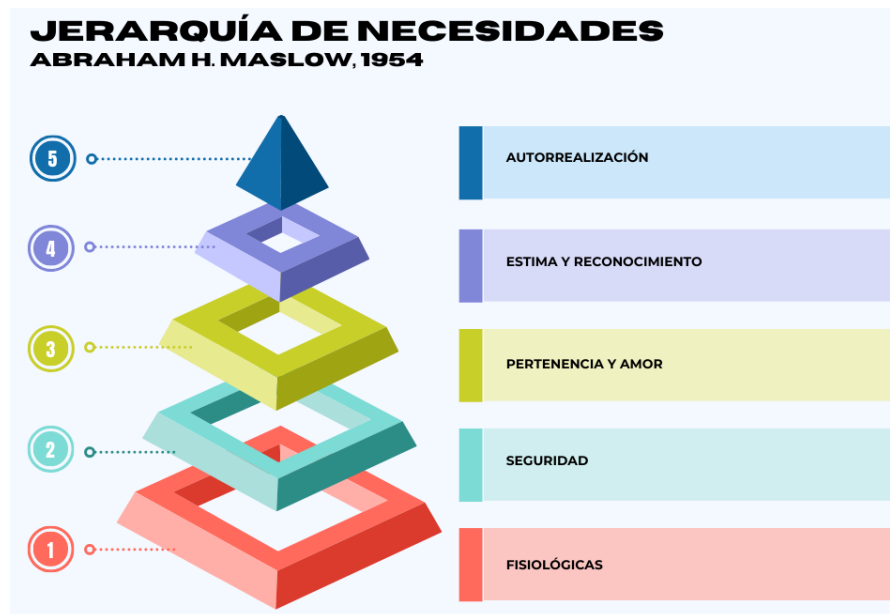 JERARQUÍA DE NECESIDADES
ABRAHAM H. MASLOW, 1954
5
AUTORREALIZACIÓN
4
ESTIMA Y RECONOCIMIENTO
3
PERTENENCIA Y AMOR
2
SEGURIDAD
1
FISIOLÓGICAS